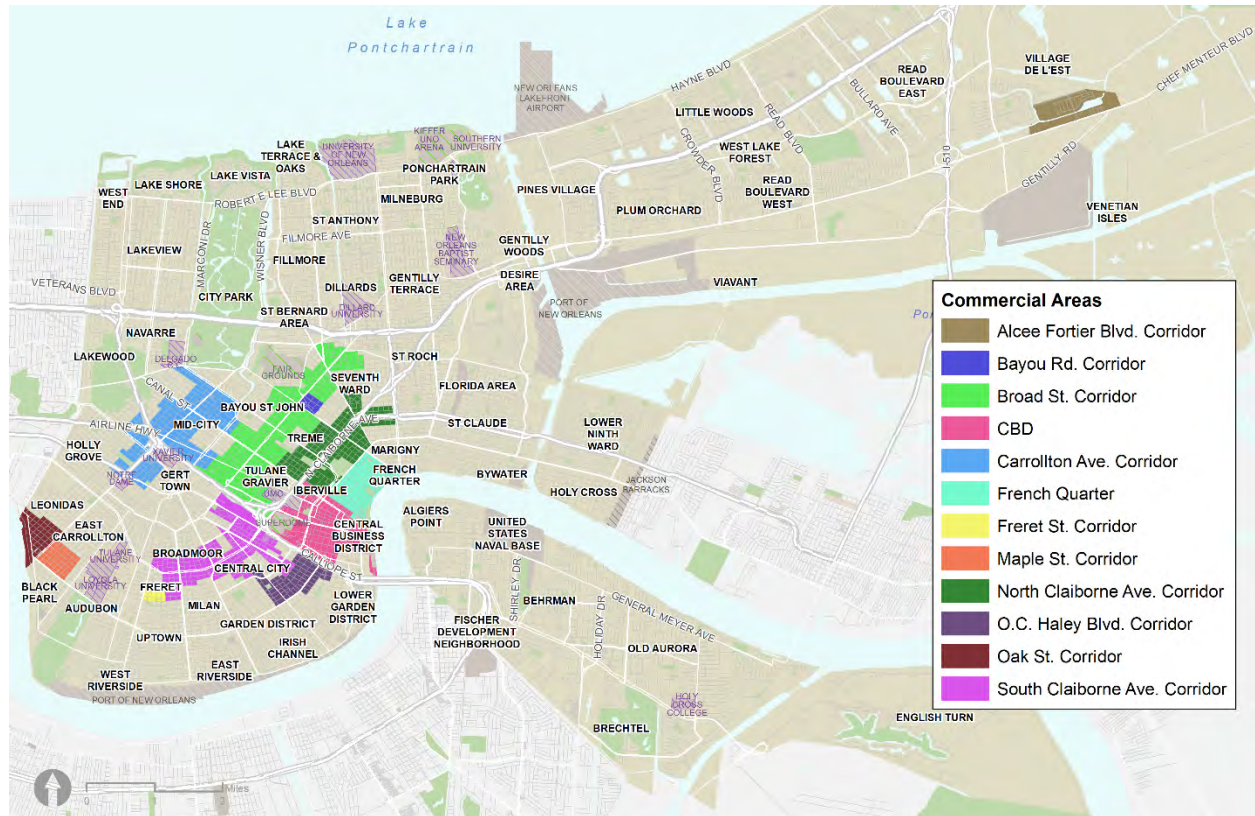 Lake
Pontchartrain
NEW ORLEANS
LAKEFRONT
AIRPORT
HAYNE BLVD
LITTLE WOODS
READ BLVD
BULLARD AVE
READ
BOULEVARD
EAST
VILLAGE
DE L'EST
CHEF MENTEUR BLVD
CROWDER BLVD
WEST LAKE
FOREST
READ
BOULEVARD
WEST
I-510
GENTILLY RD
VENETIAN
ISLES
LAKE
TERRACE &
OAKS
UNIVERSITY
OF NEW
ORLEANS
KIEFER
UNO
ARENA
SOUTHERN
UNIVERSITY
PONCHARTRAIN
PARK
WEST
END
LAKE SHORE
LAKE VISTA
ROBERT E LEE BLVD
MILNEBURG
PINES VILLAGE
PLUM ORCHARD
LAKEVIEW
MARCONI DR
WISNER BLVD
ST ANTHONY
FILMORE AVE
FILLMORE
NEW
ORLEANS
BAPTIST
SEMINARY
GENTILLY
WOODS
DESIRE
AREA
VIAVANT
VETERANS BLVD
CITY PARK
DILLARDS
GENTILLY
TERRACE
DILLARD
UNIVERSITY
PORT OF
NEW ORLEANS
ST BERNARD
AREA
NAVARRE
LAKEWOOD
DELGADO
FAIR
GROUNDS
ST ROCH
SEVENTH
WARD
FLORIDA AREA
CANAL ST
BAYOU ST JOHN
AIRLINE HWY
MID-CITY
TREME
N CLAIBORNE AVE
ST CLAUDE
LOWER
NINTH
WARD
HOLLY
GROVE
XAVIER
UNIVERSITY
MARIGNY
NOTRE
DAME
GERT
TOWN
TULANE
GRAVIER
FRENCH
QUARTER
BYWATER
HOLY CROSS
JACKSON
BARRACKS
IBERVILLE
LEONIDAS
EAST
CARROLLTON
SUPERDOME
CENTRAL
BUSINESS
DISTRICT
ALGIERS
POINT
UNITED
STATES
NAVAL BASE
TULANE
UNIVERSITY
LOYOLA
UNIVERSITY
BROADMOOR
CENTRAL CITY
CALLIOPE ST
BLACK
PEARL
AUDUBON
FRERET
MILAN
LOWER
GARDEN
DISTRICT
GARDEN DISTRICT
UPTOWN
IRISH
CHANNEL
WEST
RIVERSIDE
EAST
RIVERSIDE
PORT OF NEW ORLEANS
FISCHER
DEVELOPMENT
NEIGHBORHOOD
SHIRLEY DR
BEHRMAN
HOLIDAY DR
GENERAL MEYER AVE
OLD AURORA
HOLY
CROSS
COLLEGE
BRECHTEL
ENGLISH TURN
Commercial Areas
Alcee Fortier Blvd. Corridor
Bayou Rd. Corridor
Broad St. Corridor
CBD
Carrollton Ave. Corridor
French Quarter
Freret St. Corridor
Maple St. Corridor
North Claiborne Ave. Corridor
O.C. Haley Blvd. Corridor
Oak St. Corridor
South Claiborne Ave. Corridor
0
Miles